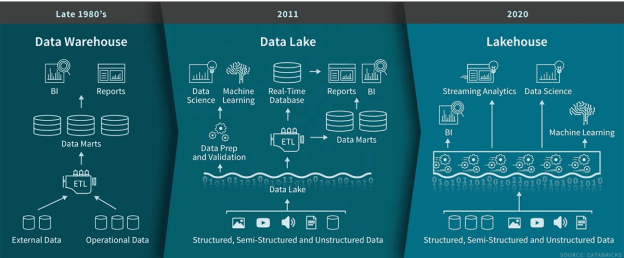 Late 1980's
Data Warehouse
BI
Reports
Data Marts
ETL
External Data
Operational Data
2011
Data Lake
Data
Science
Machine
Learning
Real-Time
Database
Reports
BI
Data Prep
and Validation
ETL
Data Marts
Data Lake
Structured, Semi-Structured and Unstructured Data
2020
Lakehouse
Streaming Analytics
Data Science
BI
Machine Learning
Structured, Semi-Structured and Unstructured Data
SOURCE: DATABRICKS